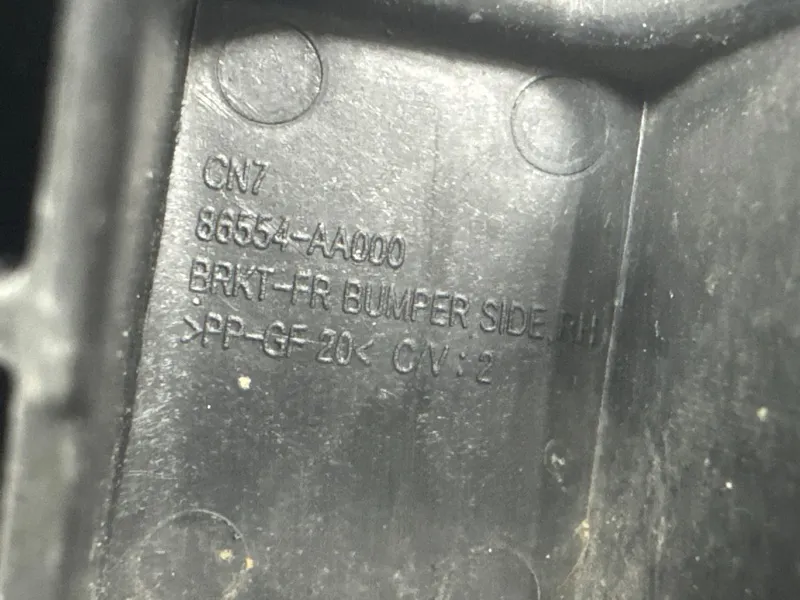 CN7
86554-AA000
BRKT-FR BUMPER SIDE, RH
>PP-GF 20< C/V : 2